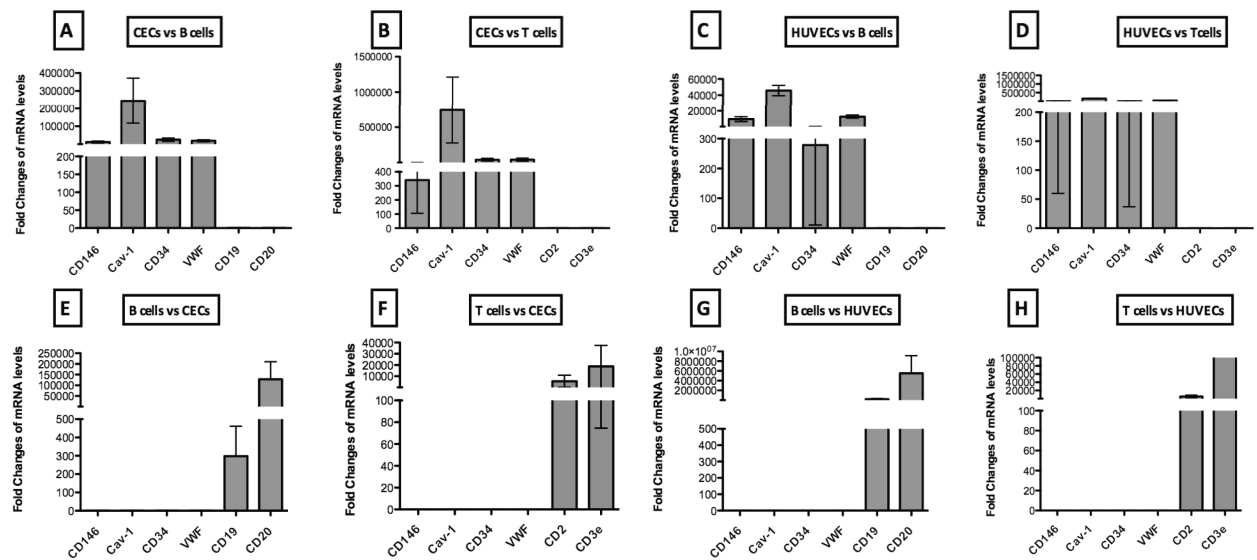 A
CECs vs B cells
Fold Changes of mRNA levels
400000
300000
200000
100000
200
150
100
50
0
CD146
Cav-1
CD34
VWF
CD19
CD20
B
CECs vs T cells
Fold Changes of mRNA levels
1500000
1000000
500000
400
300
200
100
0
CD146
Cav-1
CD34
VWF
CD2
CD3e
C
HUVECs vs B cells
Fold Changes of mRNA levels
60000
40000
20000
300
200
100
0
CD146
Cav-1
CD34
VWF
CD19
CD20
D
HUVECs vs Tcells
Fold Changes of mRNA levels
1500000
1000000
500000
200
150
100
50
0
CD146
Cav-1
CD34
VWF
CD2
CD3e
E
B cells vs CECs
Fold Changes of mRNA levels
250000
200000
150000
100000
50000
500
400
300
200
100
0
CD146
Cav-1
CD34
VWF
CD19
CD20
F
T cells vs CECs
Fold Changes of mRNA levels
40000
30000
20000
10000
100
80
60
40
20
0
CD146
Cav-1
CD34
VWF
CD2
CD3e
G
B cells vs HUVECs
Fold Changes of mRNA levels
1.0×10⁰⁷
8000000
6000000
4000000
2000000
500
400
300
200
100
0
CD146
Cav-1
CD34
VWF
CD19
CD20
H
T cells vs HUVECs
Fold Changes of mRNA levels
100000
80000
60000
40000
20000
100
80
60
40
20
0
CD146
Cav-1
CD34
VWF
CD2
CD3e